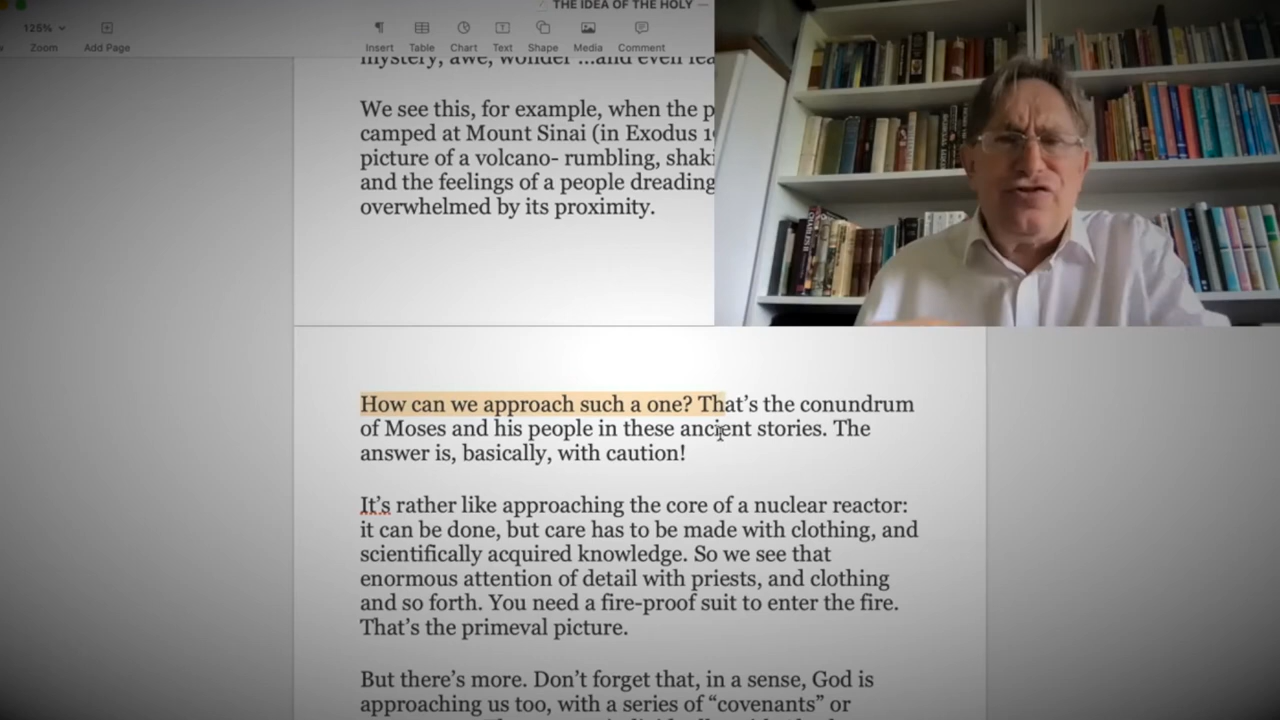 THE IDEA OF THE HOLY —
125%
Zoom
Add Page
Insert
Table
Chart
Text
Shape
Media
Comment
mystery, awe, wonder ...and even fea
We see this, for example, when the p
camped at Mount Sinai (in Exodus 1
picture of a volcano- rumbling, shaki
and the feelings of a people dreading
overwhelmed by its proximity.
How can we approach such a one? That’s the conundrum
of Moses and his people in these ancient stories. The
answer is, basically, with caution!
It’s rather like approaching the core of a nuclear reactor:
it can be done, but care has to be made with clothing, and
scientifically acquired knowledge. So we see that
enormous attention of detail with priests, and clothing
and so forth. You need a fire-proof suit to enter the fire.
That’s the primeval picture.
But there’s more. Don’t forget that, in a sense, God is
approaching us too, with a series of “covenants” or